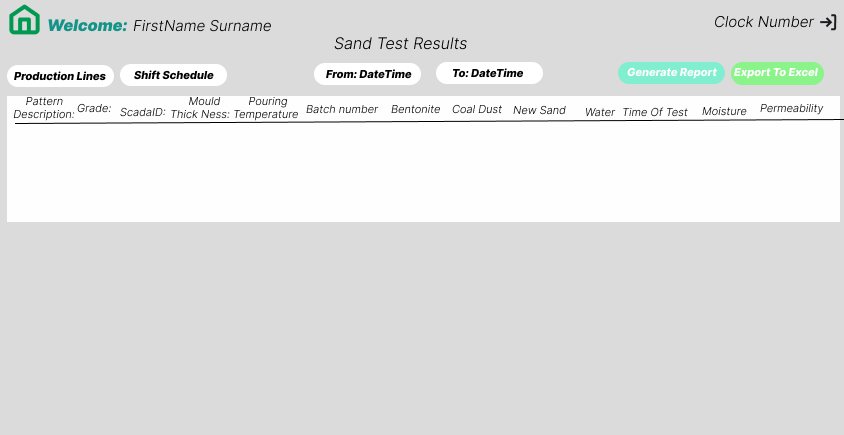 Welcome: FirstName Surname
Clock Number
Sand Test Results
Production Lines
Shift Schedule
From: DateTime
To: DateTime
Generate Report
Export To Excel
Pattern
Description:
Grade:
ScadaID:
Mould
Thick Ness:
Pouring
Temperature
Batch number
Bentonite
Coal Dust
New Sand
Water
Time Of Test
Moisture
Permeability